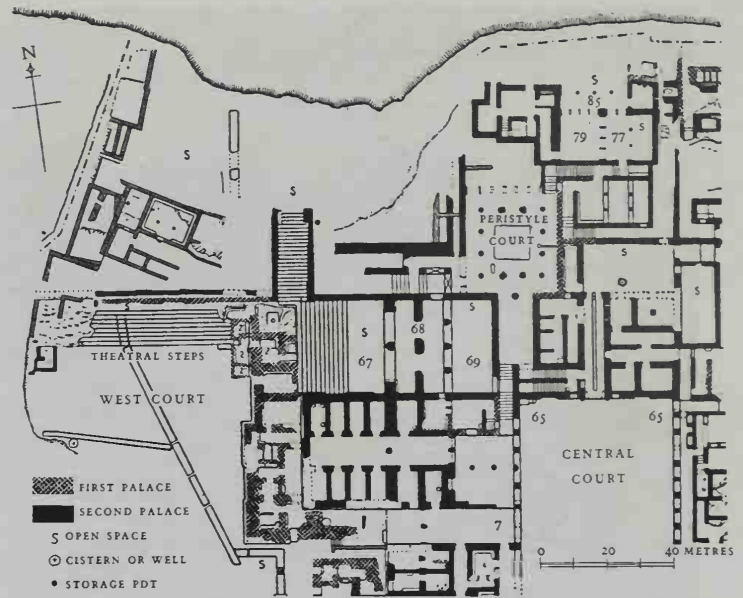 N
S
S
S
85
S
79
77
PERISTYLE
COURT
S
S
S
S
68
S
67
69
THEATRAL STEPS
WEST COURT
65
65
CENTRAL
COURT
FIRST PALACE
SECOND PALACE
S OPEN SPACE
CISTERN OR WELL
STORAGE PDT
7
S
0 20 40 METRES